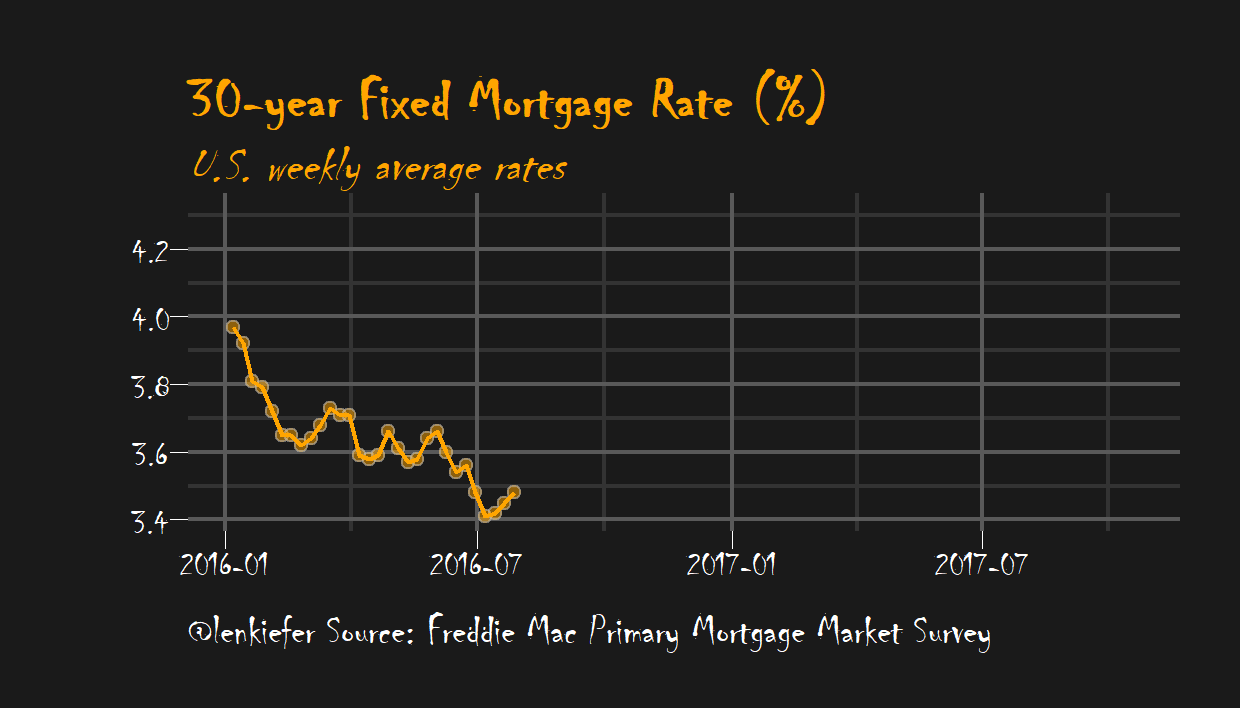 30-year Fixed Mortgage Rate (%)
U.S. weekly average rates
4.2
4.0
3.8
3.6
3.4
2016-01 2016-07 2017-01 2017-07
@lenkiefer Source: Freddie Mac Primary Mortgage Market Survey